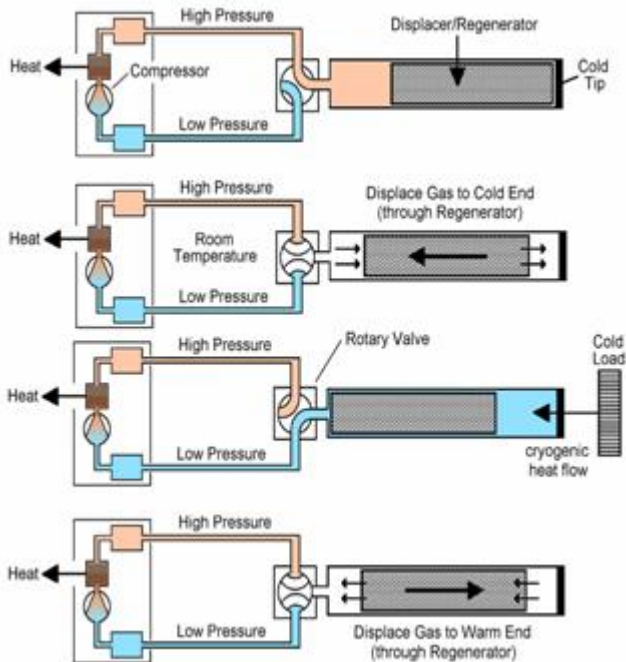 High Pressure
Displacer/Regenerator
Heat
Compressor
Cold
Tip
Low Pressure
High Pressure
Displace Gas to Cold End
(through Regenerator)
Heat
Room
Temperature
Low Pressure
High Pressure
Rotary Valve
Cold
Load
Heat
Low Pressure
cryogenic
heat flow
High Pressure
Heat
Low Pressure
Displace Gas to Warm End
(through Regenerator)